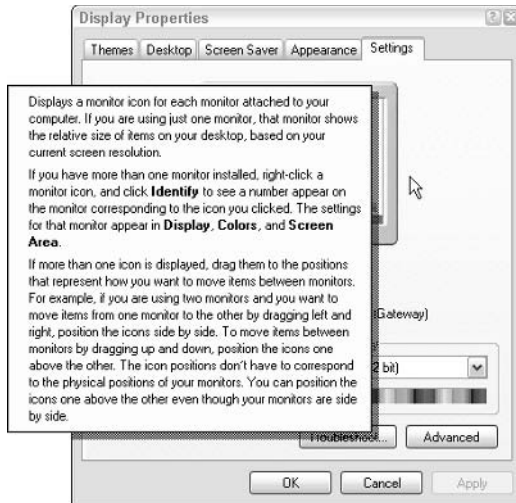 Display Properties
Themes Desktop Screen Saver Appearance Settings
Displays a monitor icon for each monitor attached to your
computer. If you are using just one monitor, that monitor shows
the relative size of items on your desktop, based on your
current screen resolution.
If you have more than one monitor installed, right-click a
monitor icon, and click Identify to see a number appear on
the monitor corresponding to the icon you clicked. The settings
for that monitor appear in Display, Colors, and Screen
Area.
If more than one icon is displayed, drag them to the positions
that represent how you want to move items between monitors.
For example, if you are using two monitors and you want to
move items from one monitor to the other by dragging left and
right, position the icons side by side. To move items between
monitors by dragging up and down, position the icons one
above the other. The icon positions don't have to correspond
to the physical positions of your monitors. You can position the
icons one above the other even though your monitors are side
by side.
Gateway)
2 bit)
Troubleshoot... Advanced
OK Cancel Apply